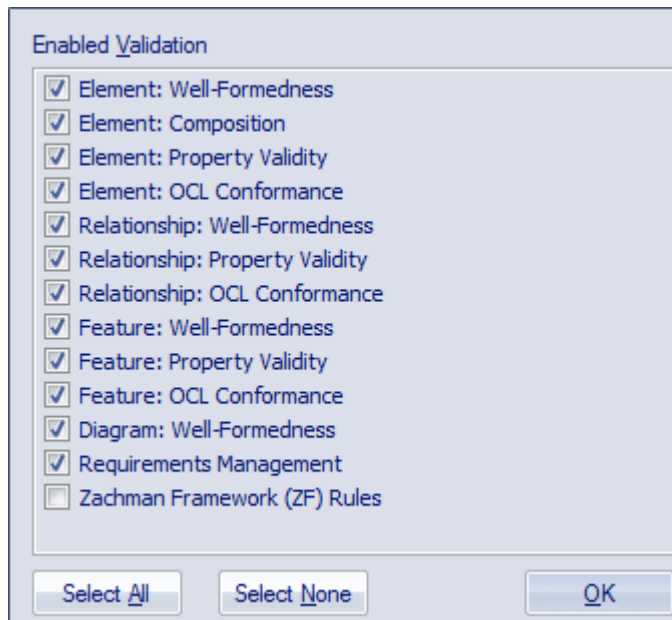 Enabled Validation
Element: Well-Formedness
Element: Composition
Element: Property Validity
Element: OCL Conformance
Relationship: Well-Formedness
Relationship: Property Validity
Relationship: OCL Conformance
Feature: Well-Formedness
Feature: Property Validity
Feature: OCL Conformance
Diagram: Well-Formedness
Requirements Management
Zachman Framework (ZF) Rules
Select All Select None OK